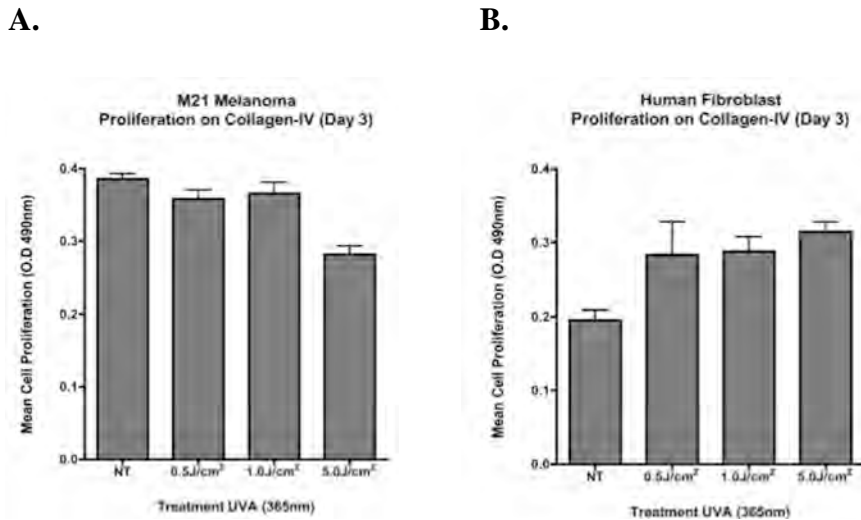 A.
B.
M21 Melanoma
Proliferation on Collagen-IV (Day 3)
Mean Cell Proliferation (O.D 490nm)
0.4
0.3
0.2
0.1
0.0
NT
0.5J/cm²
1.0J/cm²
5.0J/cm²
Treatment UVA (365nm)
Human Fibroblast
Proliferation on Collagen-IV (Day 3)
Mean Cell Proliferation (O.D 490nm)
0.4
0.3
0.2
0.1
0.0
NT
0.5J/cm²
1.0J/cm²
5.0J/cm²
Treatment UVA (365nm)